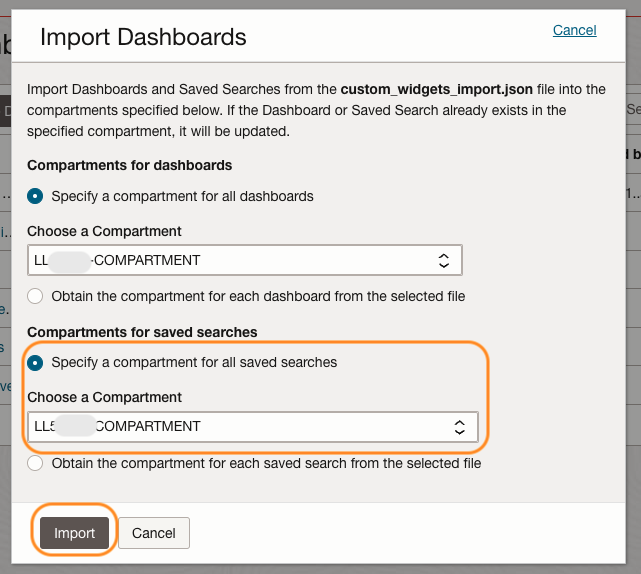 Import Dashboards
Cancel
Import Dashboards and Saved Searches from the custom_widgets_import.json file into the
compartments specified below. If the Dashboard or Saved Search already exists in the
specified compartment, it will be updated.
Compartments for dashboards
Specify a compartment for all dashboards
Choose a Compartment
LL -COMPARTMENT
Obtain the compartment for each dashboard from the selected file
Compartments for saved searches
Specify a compartment for all saved searches
Choose a Compartment
LL5 COMPARTMENT
Obtain the compartment for each saved search from the selected file
Import
Cancel